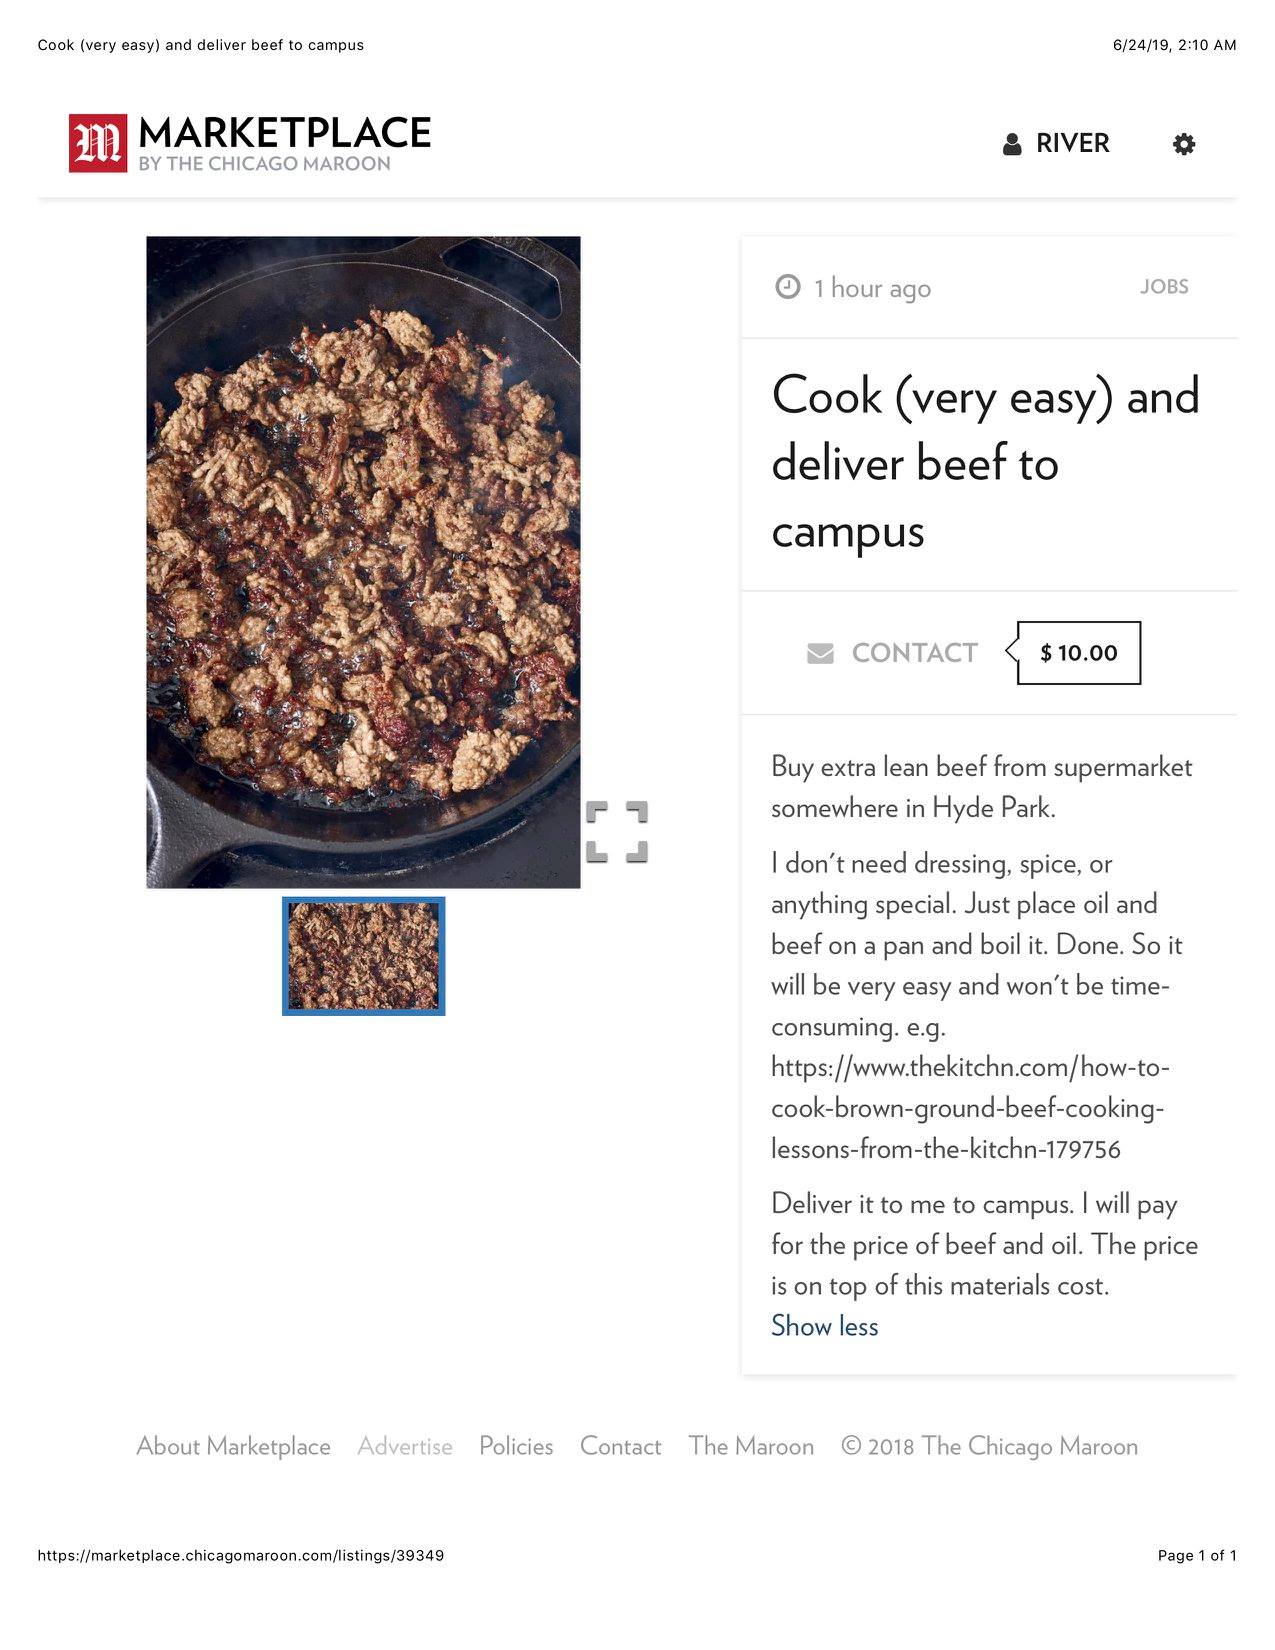 Cook (very easy) and deliver beef to campus
6/24/19, 2:10 AM
M
MARKETPLACE
BY THE CHICAGO MAROON
RIVER
1 hour ago
JOBS
Cook (very easy) and
deliver beef to
campus
CONTACT
$ 10.00
Buy extra lean beef from supermarket
somewhere in Hyde Park.
I don't need dressing, spice, or
anything special. Just place oil and
beef on a pan and boil it. Done. So it
will be very easy and won't be time-
consuming. e.g.
https://www.thekitchn.com/how-to-
cook-brown-ground-beef-cooking-
lessons-from-the-kitchn-179756
Deliver it to me to campus. I will pay
for the price of beef and oil. The price
is on top of this materials cost.
Show less
About Marketplace
Advertise
Policies
Contact
The Maroon
© 2018 The Chicago Maroon
https://marketplace.chicagomaroon.com/listings/39349
Page 1 of 1